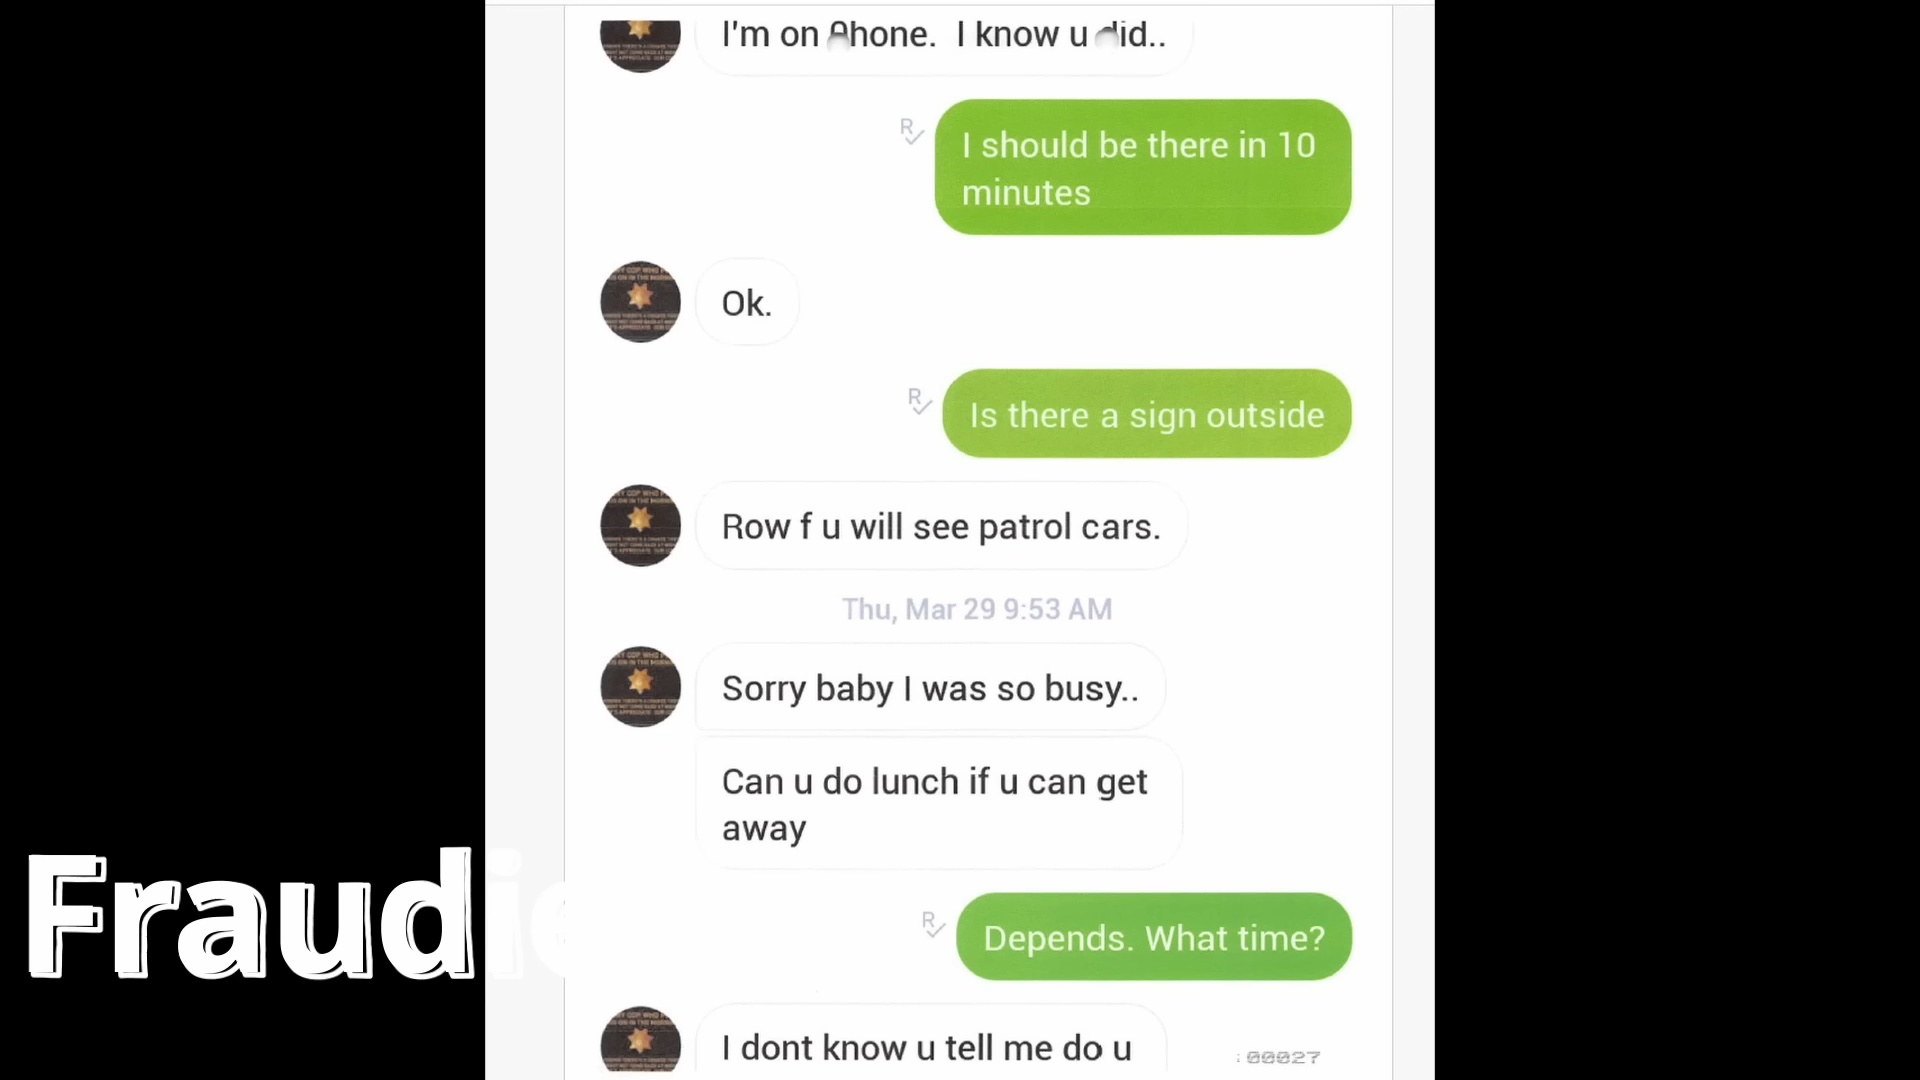 I'm on phone. I know u did..
R
I should be there in 10
minutes
Ok.
R
Is there a sign outside
Row f u will see patrol cars.
Thu, Mar 29 9:53 AM
Sorry baby I was so busy..
Can u do lunch if u can get
away
R
Depends. What time?
I dont know u tell me do u
00027
Fraudie